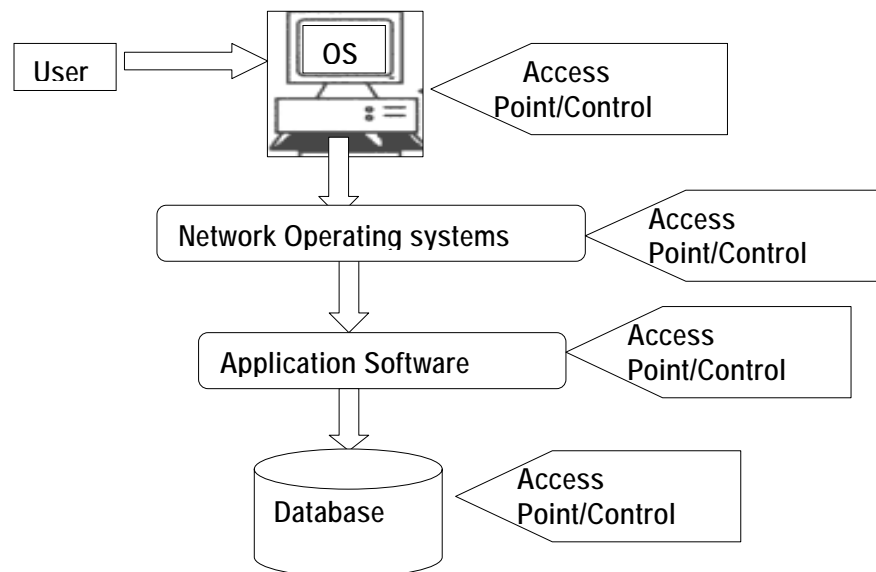 User
OS
Access
Point/Control
Network Operating systems
Access
Point/Control
Application Software
Access
Point/Control
Database
Access
Point/Control